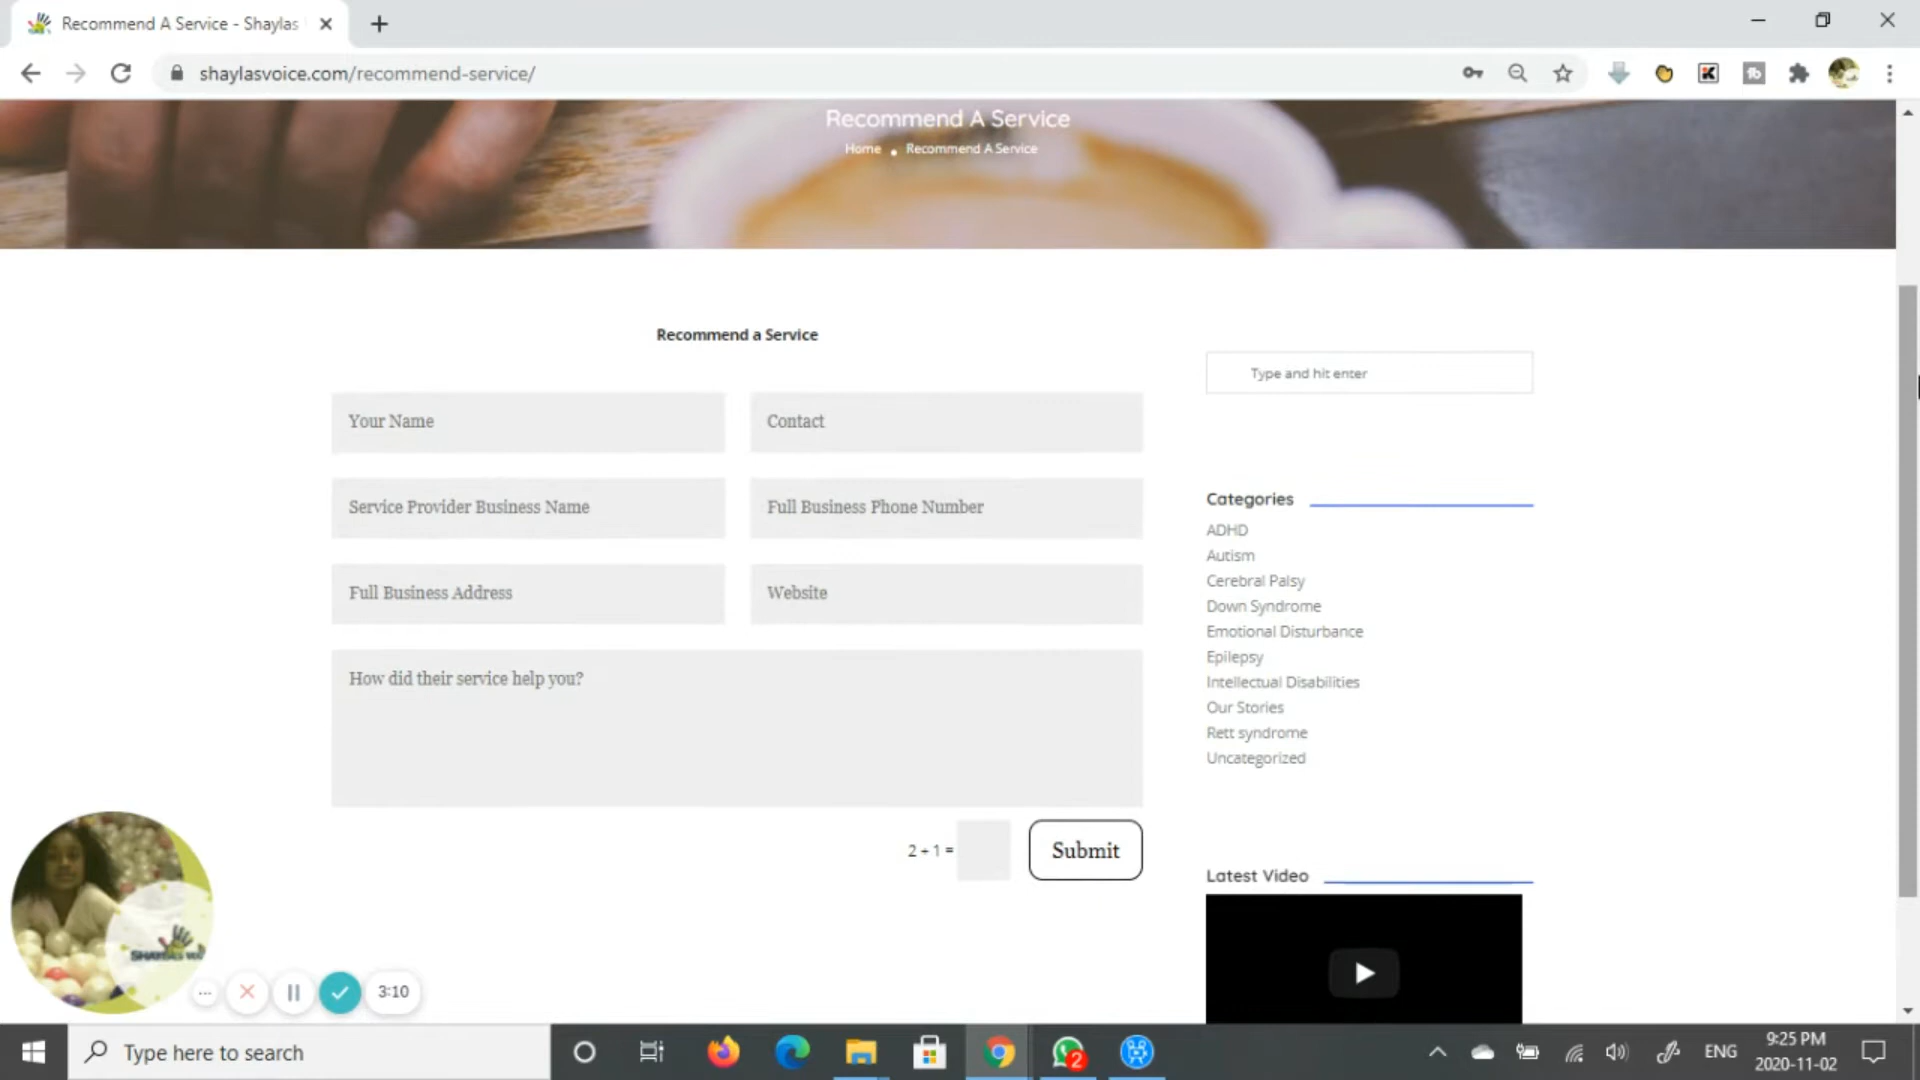 Recommend A Service - Shaylas
shaylasvoice.com/recommend-service/
Recommend A Service
Home • Recommend A Service
Recommend a Service
Type and hit enter
Your Name
Contact
Service Provider Business Name
Full Business Phone Number
Full Business Address
Website
How did their service help you?
2 + 1 =
Submit
Categories
ADHD
Autism
Cerebral Palsy
Down Syndrome
Emotional Disturbance
Epilepsy
Intellectual Disabilities
Our Stories
Rett syndrome
Uncategorized
Latest Video
3:10
Type here to search
2
ENG
9:25 PM
2020-11-02